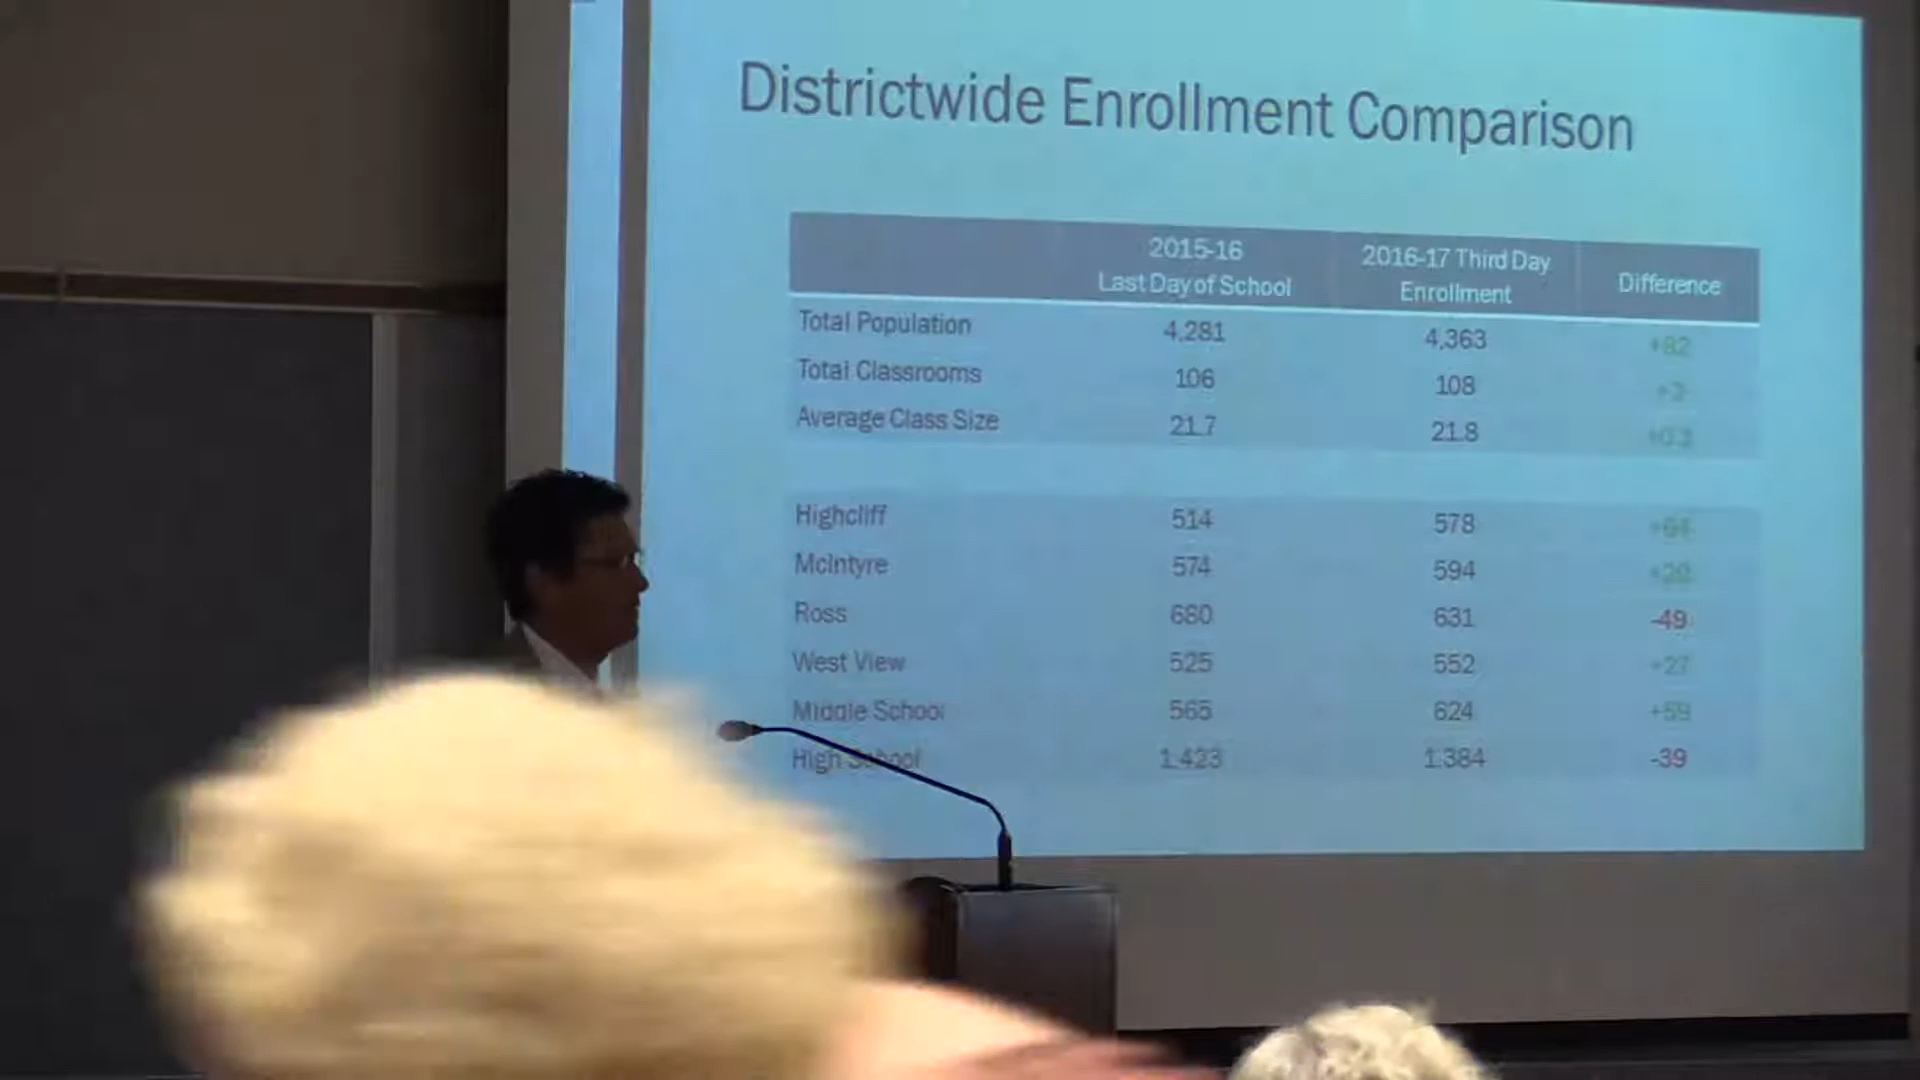 Districtwide Enrollment Comparison
2015-16 Last Day of School 2016-17 Third Day Enrollment Difference
Total Population 4,281 4,363 +82
Total Classrooms 106 108 +2
Average Class Size 21.7 21.8
Highcliff 514 578 +64
McIntyre 574 594 +20
Ross 680 631 -49
West View 525 552 +27
Middle School 565 624 +59
High School 1,423 1,384 -39